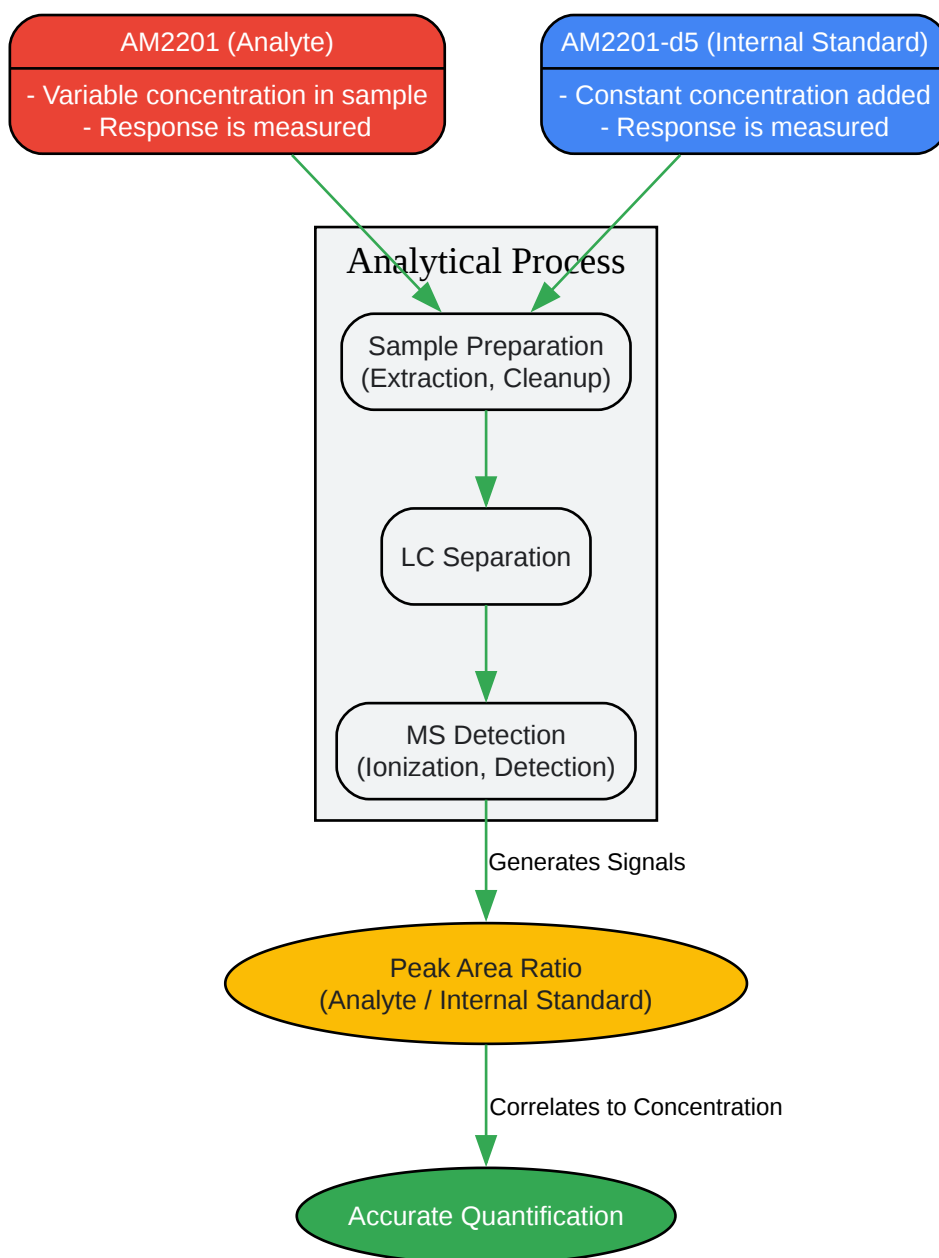 AM2201 (Analyte)
- Variable concentration in sample
- Response is measured
AM2201-d5 (Internal Standard)
- Constant concentration added
- Response is measured
Analytical Process
Sample Preparation
(Extraction, Cleanup)
LC Separation
MS Detection
(Ionization, Detection)
Generates Signals
Peak Area Ratio
(Analyte / Internal Standard)
Correlates to Concentration
Accurate Quantification